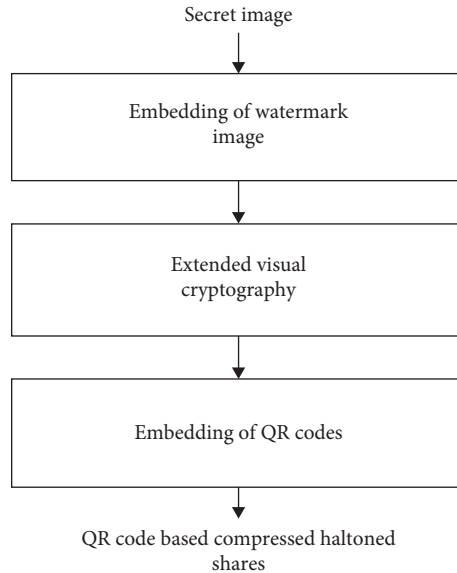 Secret image
Embedding of watermark
image
Extended visual
cryptography
Embedding of QR codes
QR code based compressed haltoned
shares